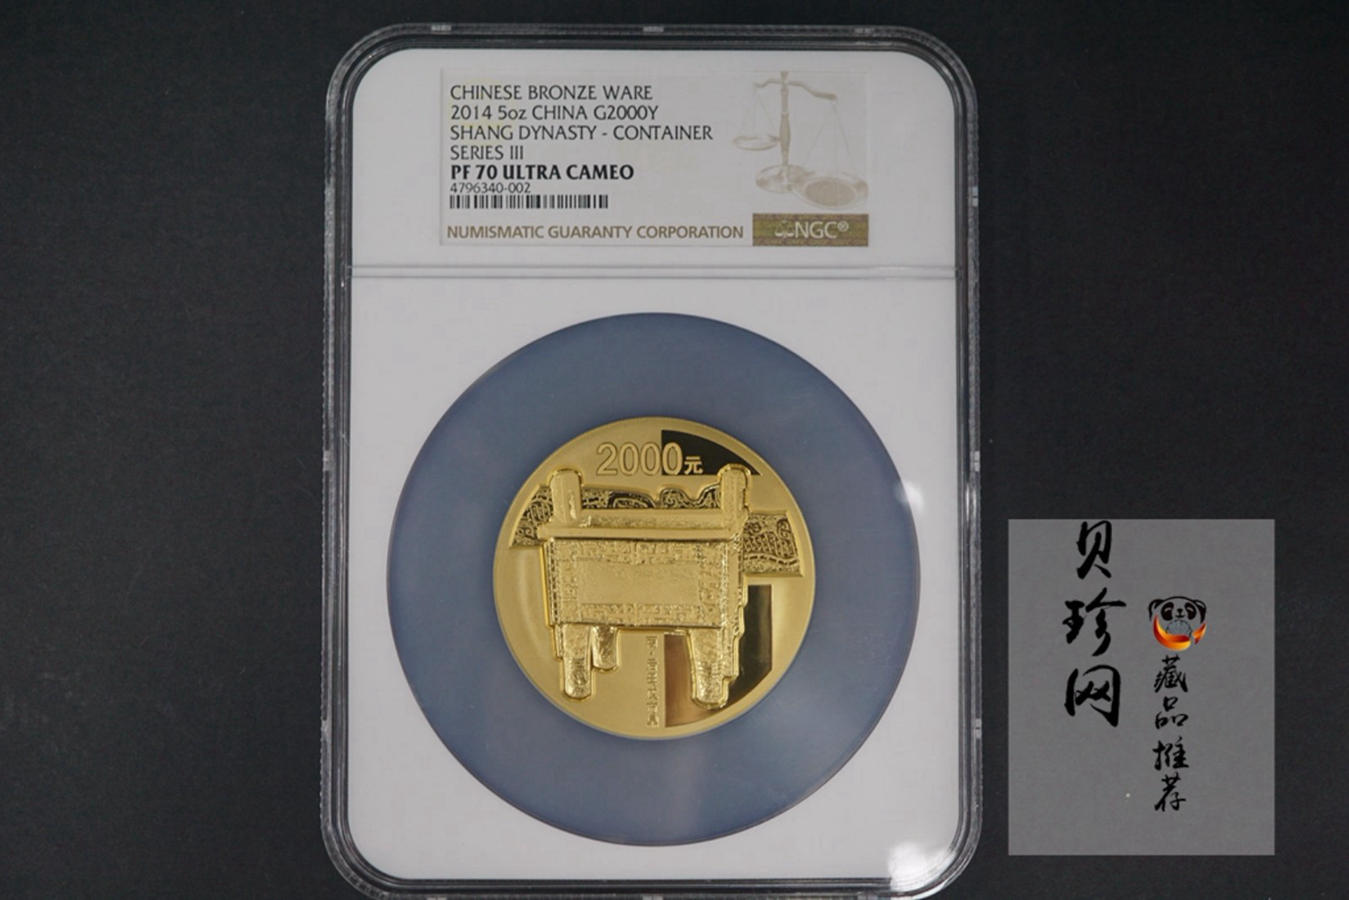 CHINESE BRONZE WARE
2014 5oz CHINA G2000Y
SHANG DYNASTY - CONTAINER
SERIES III
PF 70 ULTRA CAMEO
4796340-002
NUMISMATIC GUARANTY CORPORATION
NGC®
2000元
贝珍网
藏品推荐